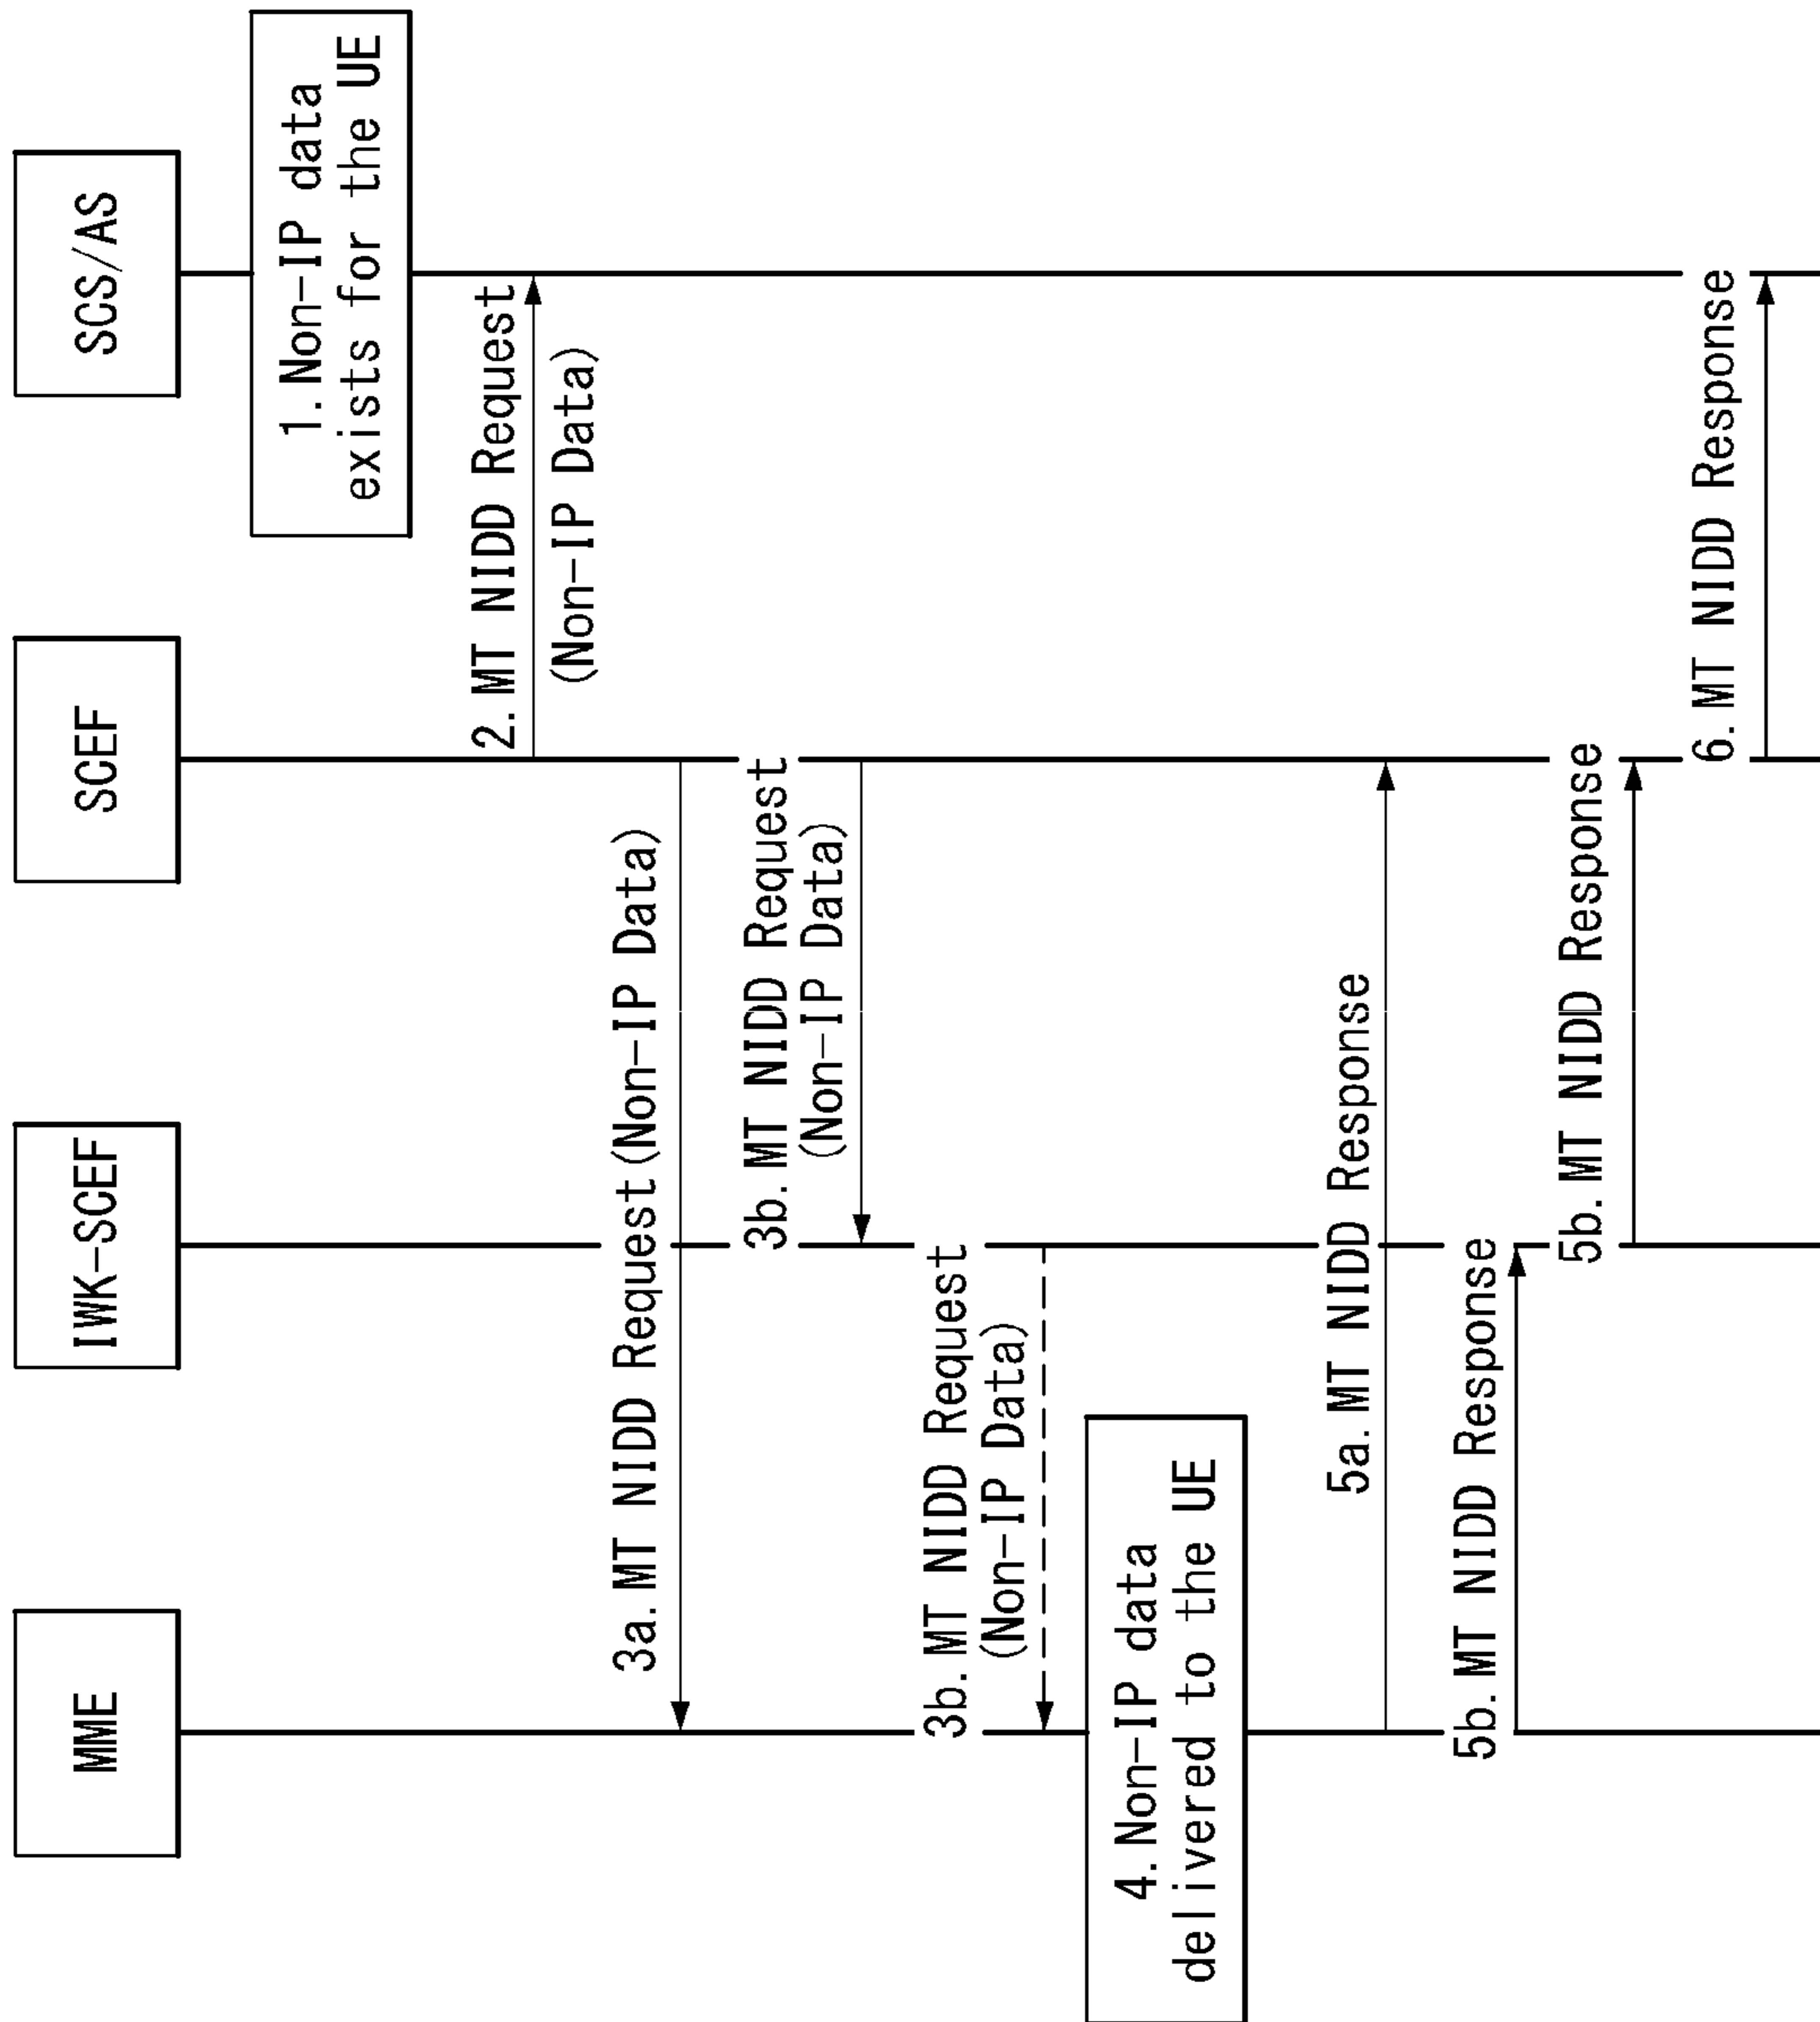 MME
IWK-SCEF
SCEF
SCS/AS
1.Non-IP data
exists for the UE
2.MT NIDD Request
(Non-IP Data)
3a.MT NIDD Request(Non-IP Data)
3b.MT NIDD Request
(Non-IP Data)
3b.MT NIDD Request
(Non-IP Data)
4.Non-IP data
delivered to the UE
5a.MT NIDD Response
5b.MT NIDD Response
5b.MT NIDD Response
6.MT NIDD Response